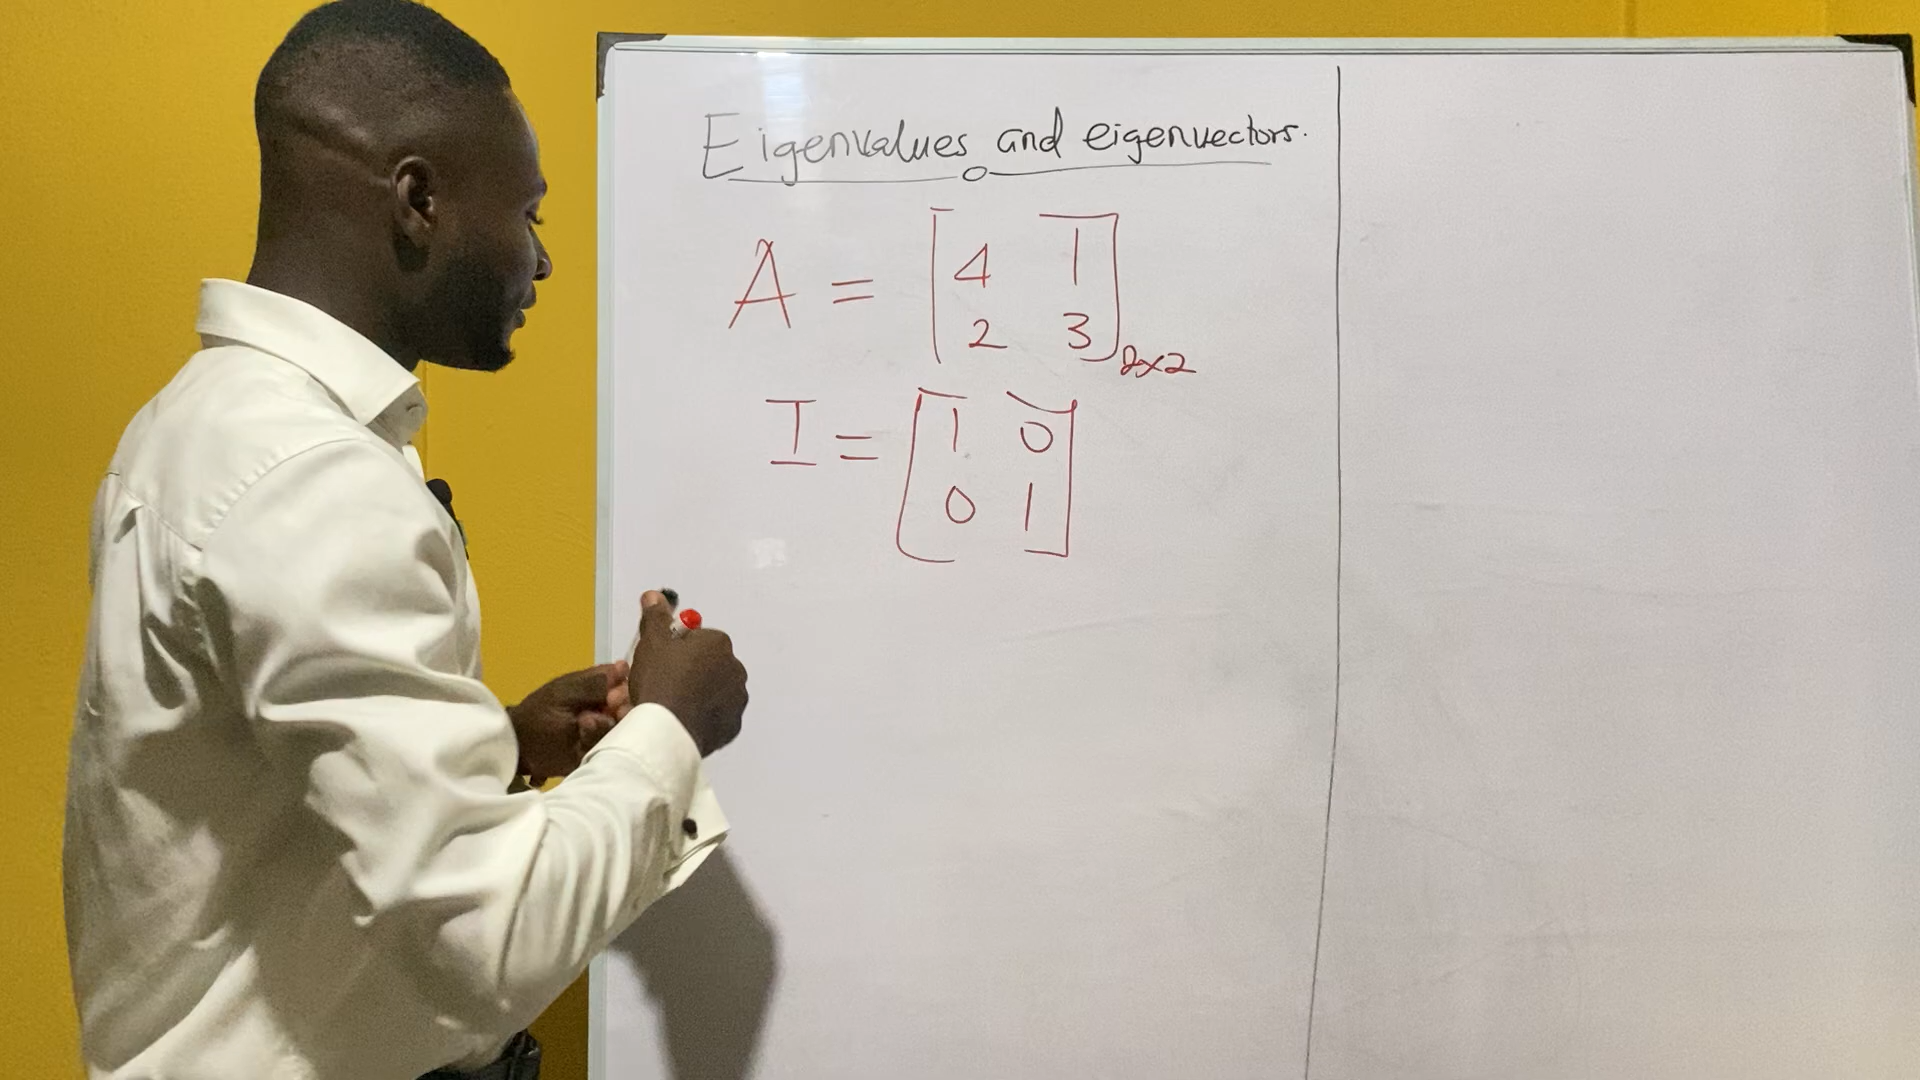 Eigenvalues and eigenvectors.
A = [4 1
2 3]2x2
I = [1 0
0 1]